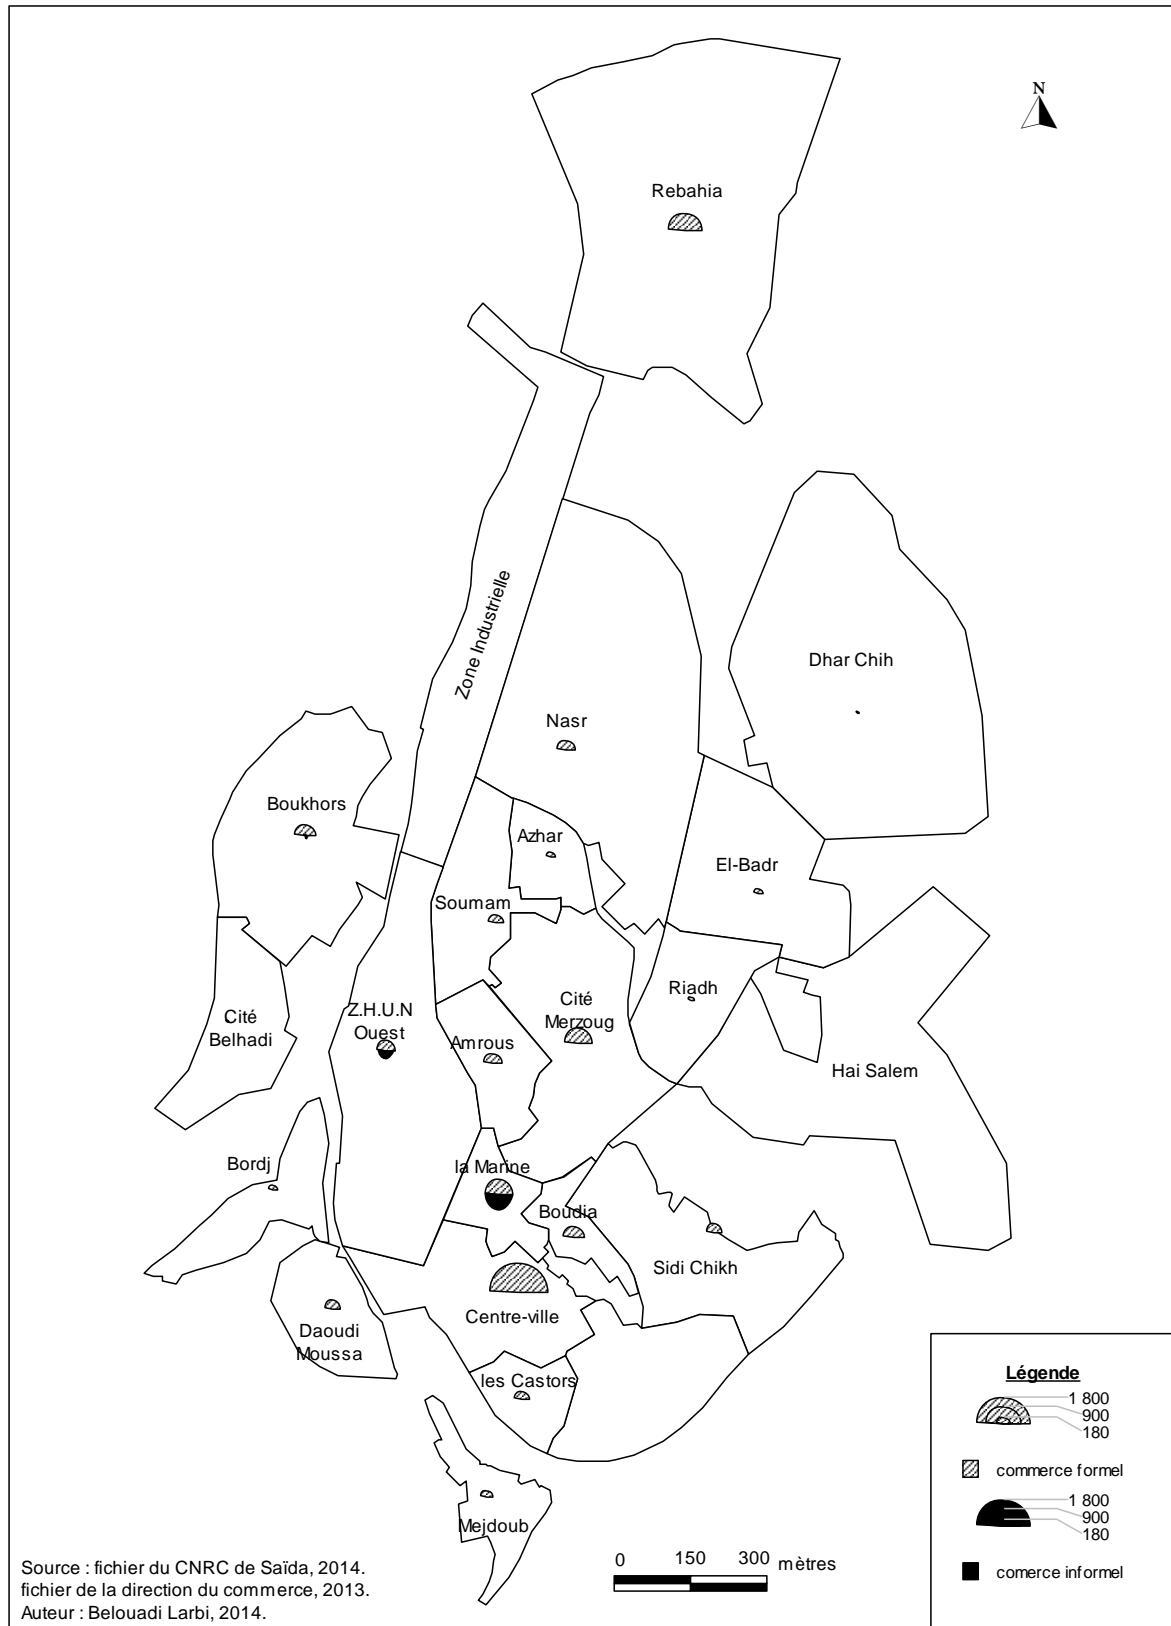 N
Rebahia
Zone Industrielle
Dhar Chih
Nasr
Boukhors
Azhar
El-Badr
Soumam
Riadh
Cité
Belhadi
Z.H.U.N
Ouest
Cité
Merzoug
Amrous
Hai Salem
Bordj
la Marine
Boudia
Sidi Chikh
Centre-ville
Daoudi
Moussa
les Castors
Mejdoub
Légende
1 800
900
180
commerce formel
1 800
900
180
comerce informel
0 150 300 mètres
Source : fichier du CNRC de Saïda, 2014.
fichier de la direction du commerce, 2013.
Auteur : Belouadi Larbi, 2014.